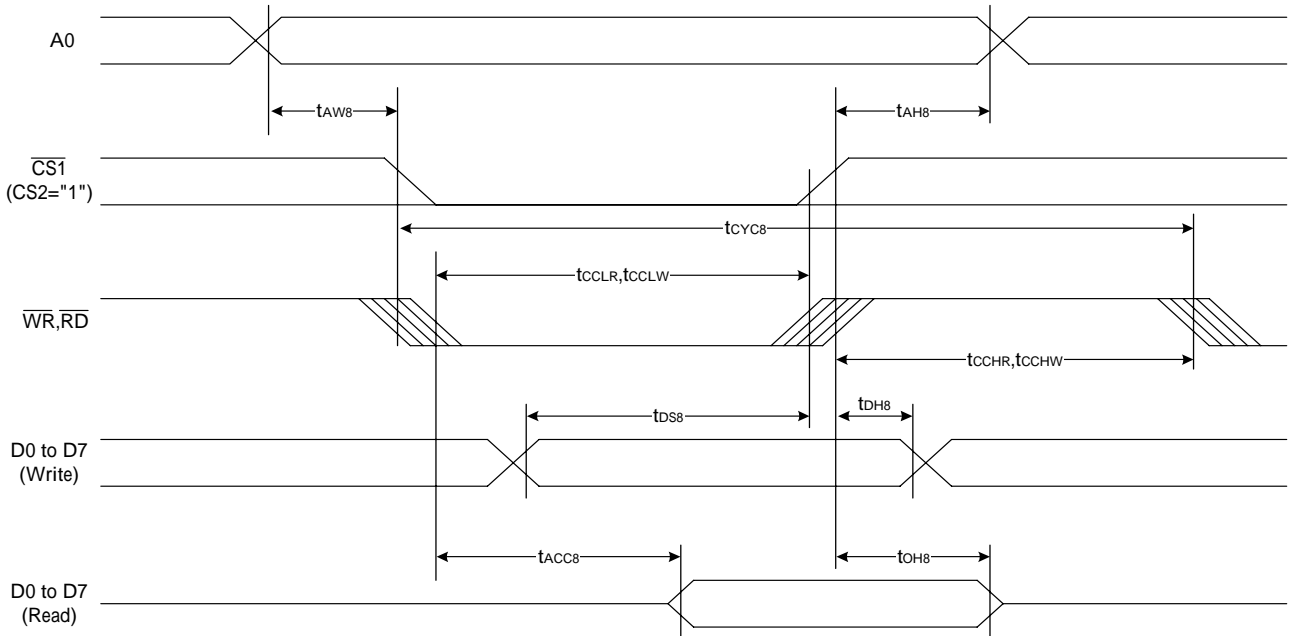 A0
tAW8
tAH8
CS1
(CS2="1")
tCYC8
tCCLR,tCCLW
WR,RD
tCCHR,tCCHW
tDS8
tDH8
D0 to D7
(Write)
tACC8
tOH8
D0 to D7
(Read)